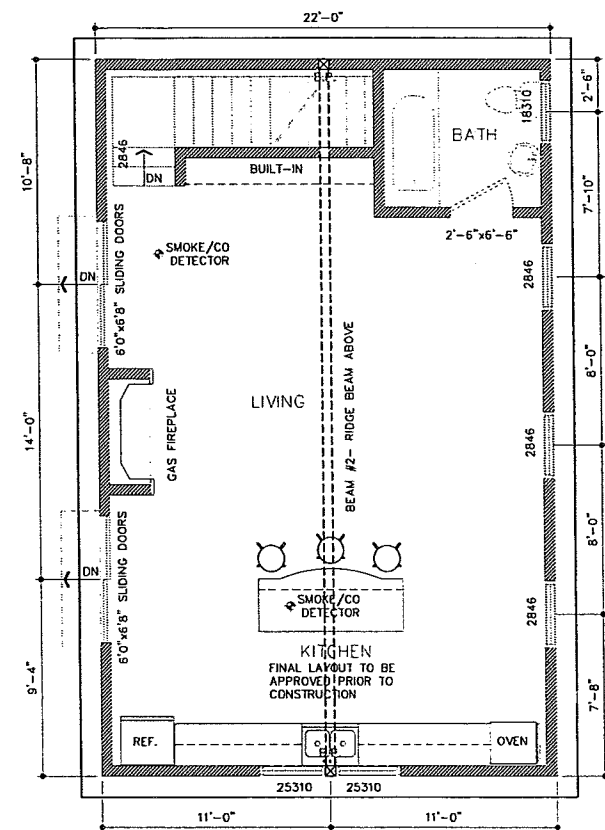 22'-0"
2'-6"
18310
BATH
2846
DN
BUILT-IN
10'-8"
7'-10"
2'-6"x6'-6"
SMOKE/CO
DETECTOR
DN
6'0"x6'8" SLIDING DOORS
2846
8'-0"
GAS FIREPLACE
LIVING
BEAM #2- RIDGE BEAM ABOVE
14'-0"
2846
8'-0"
DN
6'0"x6'8" SLIDING DOORS
SMOKE/CO
DETECTOR
2846
KITCHEN
FINAL LAYOUT TO BE
APPROVED PRIOR TO
CONSTRUCTION
9'-4"
7'-8"
REF.
OVEN
25310
25310
11'-0"
11'-0"